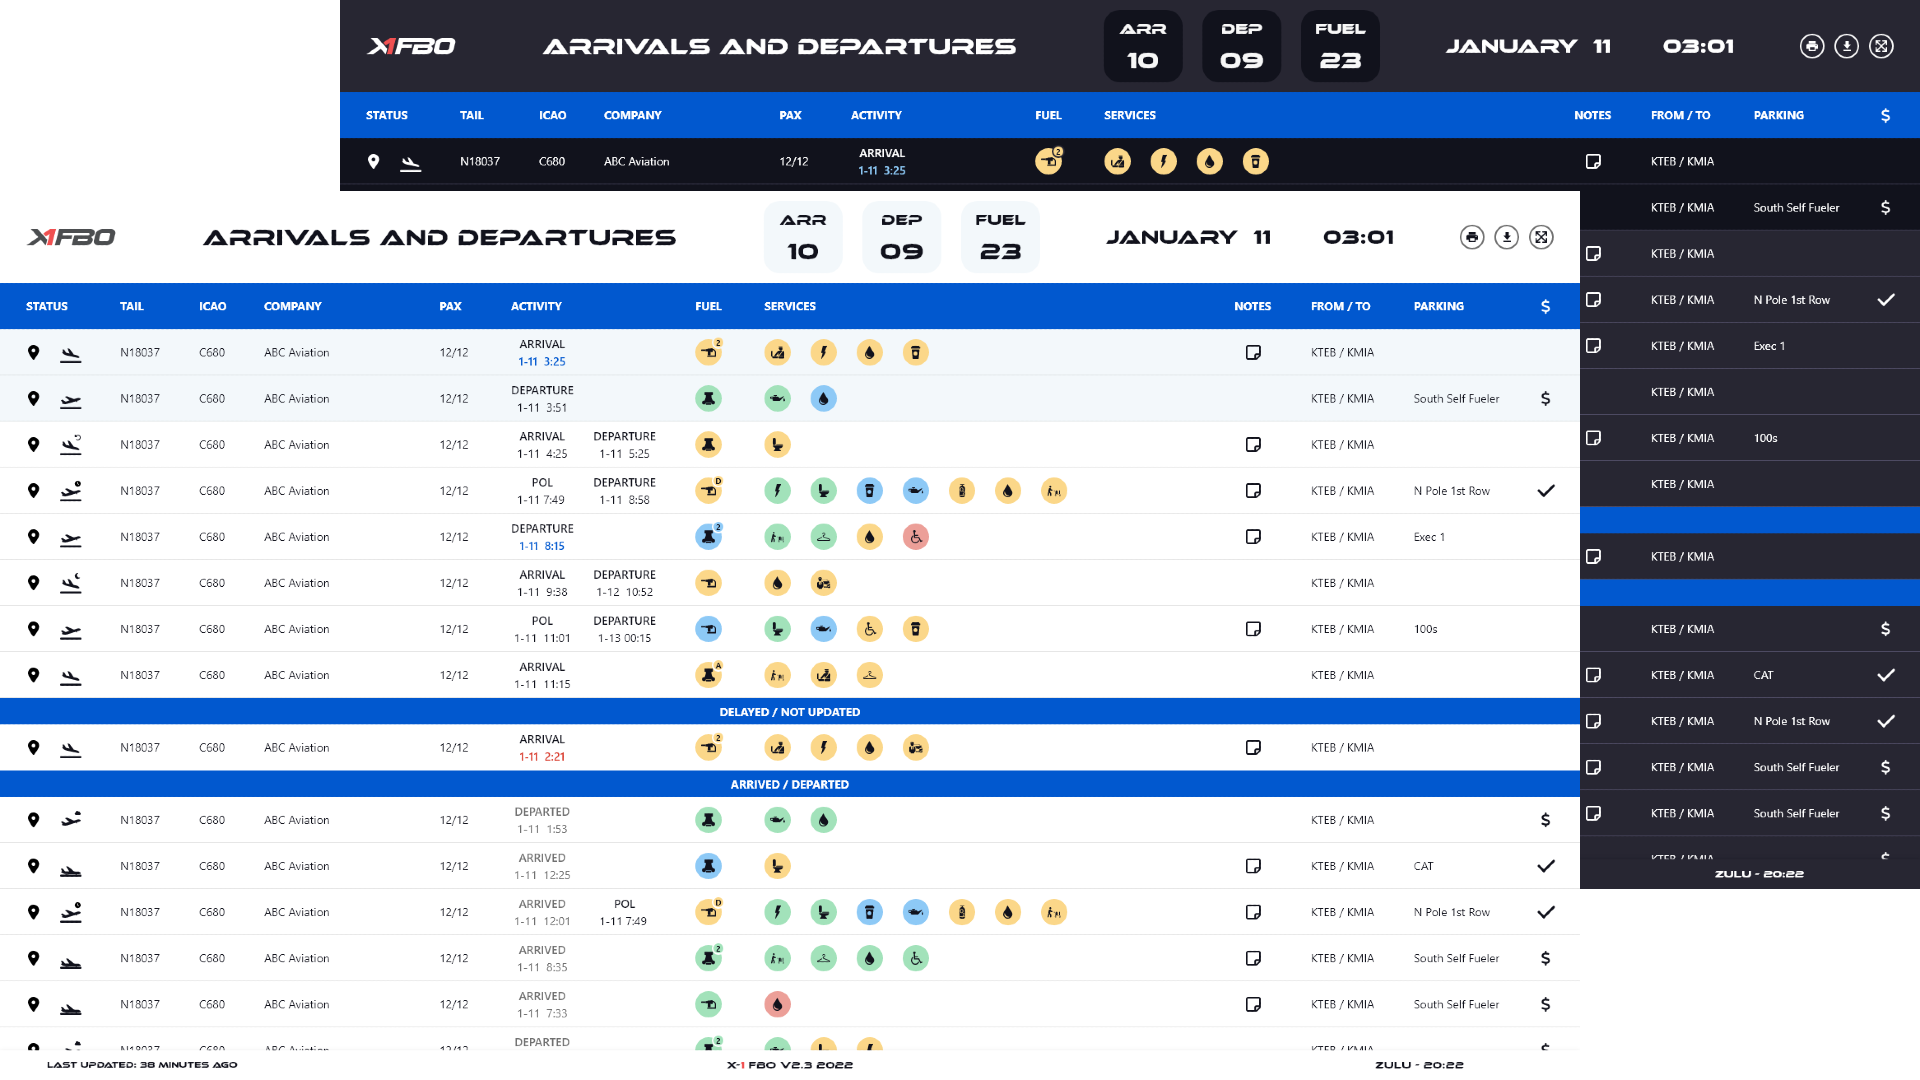 X1FBO ARRIVALS AND DEPARTURES ARR 10 DEP 09 FUEL 23 JANUARY 11 03:01
STATUS TAIL ICAO COMPANY PAX ACTIVITY FUEL SERVICES NOTES FROM / TO PARKING $
N18037 C680 ABC Aviation 12/12 ARRIVAL 1-11 3:25 2 KTEB / KMIA
KTEB / KMIA South Self Fueler $
KTEB / KMIA
KTEB / KMIA N Pole 1st Row
KTEB / KMIA Exec 1
KTEB / KMIA
KTEB / KMIA 100s
KTEB / KMIA
KTEB / KMIA
KTEB / KMIA $
KTEB / KMIA CAT
KTEB / KMIA N Pole 1st Row
KTEB / KMIA South Self Fueler $
KTEB / KMIA South Self Fueler $
KTEB / KMIA $
ZULU - 20:22
X1FBO ARRIVALS AND DEPARTURES ARR 10 DEP 09 FUEL 23 JANUARY 11 03:01
STATUS TAIL ICAO COMPANY PAX ACTIVITY FUEL SERVICES NOTES FROM / TO PARKING $
N18037 C680 ABC Aviation 12/12 ARRIVAL 1-11 3:25 2 KTEB / KMIA
N18037 C680 ABC Aviation 12/12 DEPARTURE 1-11 3:51 KTEB / KMIA South Self Fueler $
N18037 C680 ABC Aviation 12/12 ARRIVAL 1-11 4:25 DEPARTURE 1-11 5:25 KTEB / KMIA
N18037 C680 ABC Aviation 12/12 POL 1-11 7:49 DEPARTURE 1-11 8:58 D KTEB / KMIA N Pole 1st Row
N18037 C680 ABC Aviation 12/12 DEPARTURE 1-11 8:15 2 KTEB / KMIA Exec 1
N18037 C680 ABC Aviation 12/12 ARRIVAL 1-11 9:38 DEPARTURE 1-12 10:52 KTEB / KMIA
N18037 C680 ABC Aviation 12/12 POL 1-11 11:01 DEPARTURE 1-13 00:15 KTEB / KMIA 100s
N18037 C680 ABC Aviation 12/12 ARRIVAL 1-11 11:15 A KTEB / KMIA
DELAYED / NOT UPDATED
N18037 C680 ABC Aviation 12/12 ARRIVAL 1-11 2:21 2 KTEB / KMIA
ARRIVED / DEPARTED
N18037 C680 ABC Aviation 12/12 DEPARTED 1-11 1:53 KTEB / KMIA $
N18037 C680 ABC Aviation 12/12 ARRIVED 1-11 12:25 KTEB / KMIA CAT
N18037 C680 ABC Aviation 12/12 ARRIVED 1-11 12:01 POL 1-11 7:49 D KTEB / KMIA N Pole 1st Row
N18037 C680 ABC Aviation 12/12 ARRIVED 1-11 8:35 2 KTEB / KMIA South Self Fueler $
N18037 C680 ABC Aviation 12/12 ARRIVED 1-11 7:33 KTEB / KMIA South Self Fueler $
N18037 C680 ABC Aviation 12/12 DEPARTED 2 KTEB / KMIA $
LAST UPDATED: 38 MINUTES AGO X-1 FBO V2.3 2022 ZULU - 20:22